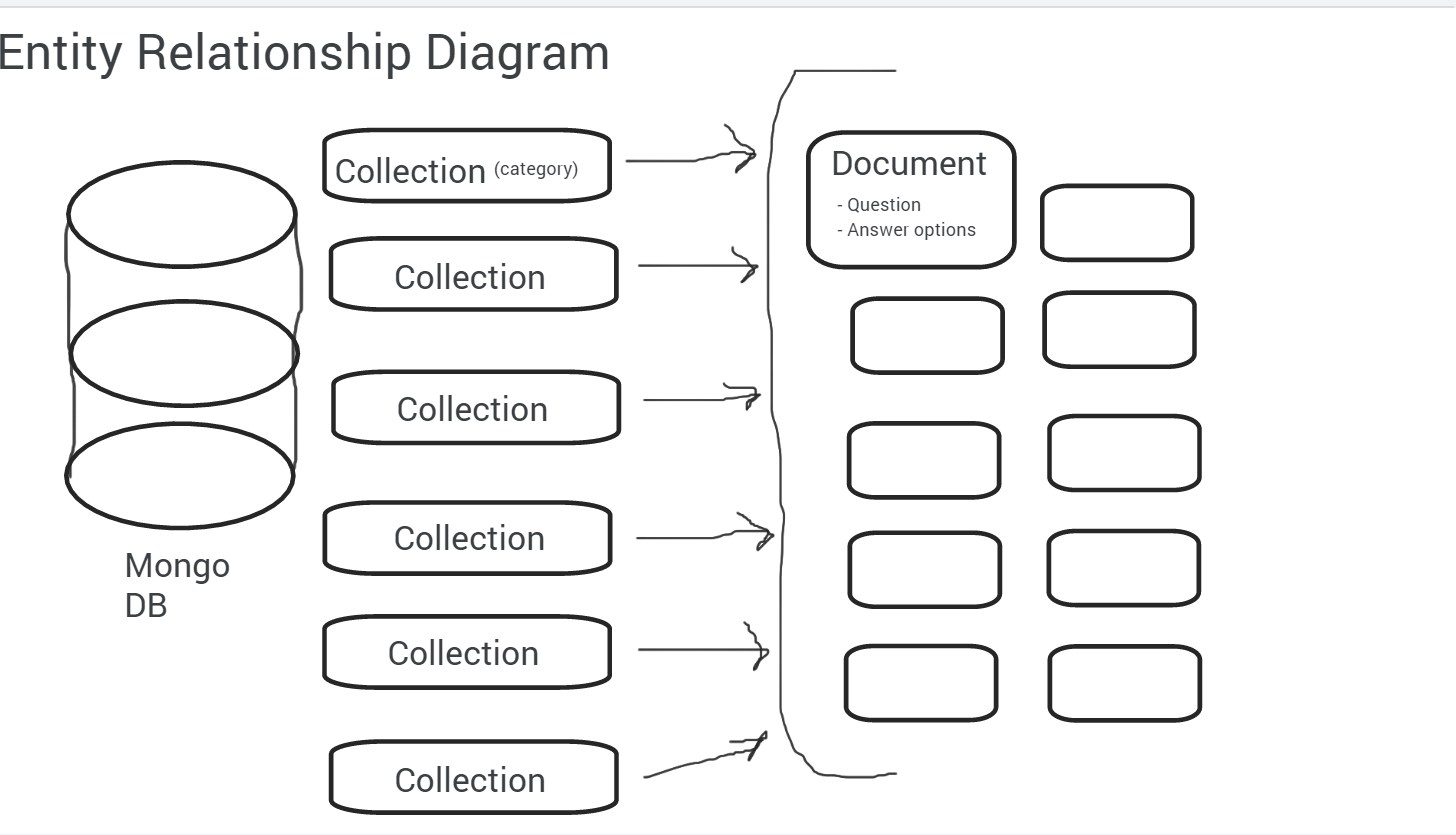 Entity Relationship Diagram
Collection (category)
Collection
Collection
Collection
Collection
Collection
Mongo
DB
Document
- Question
- Answer options